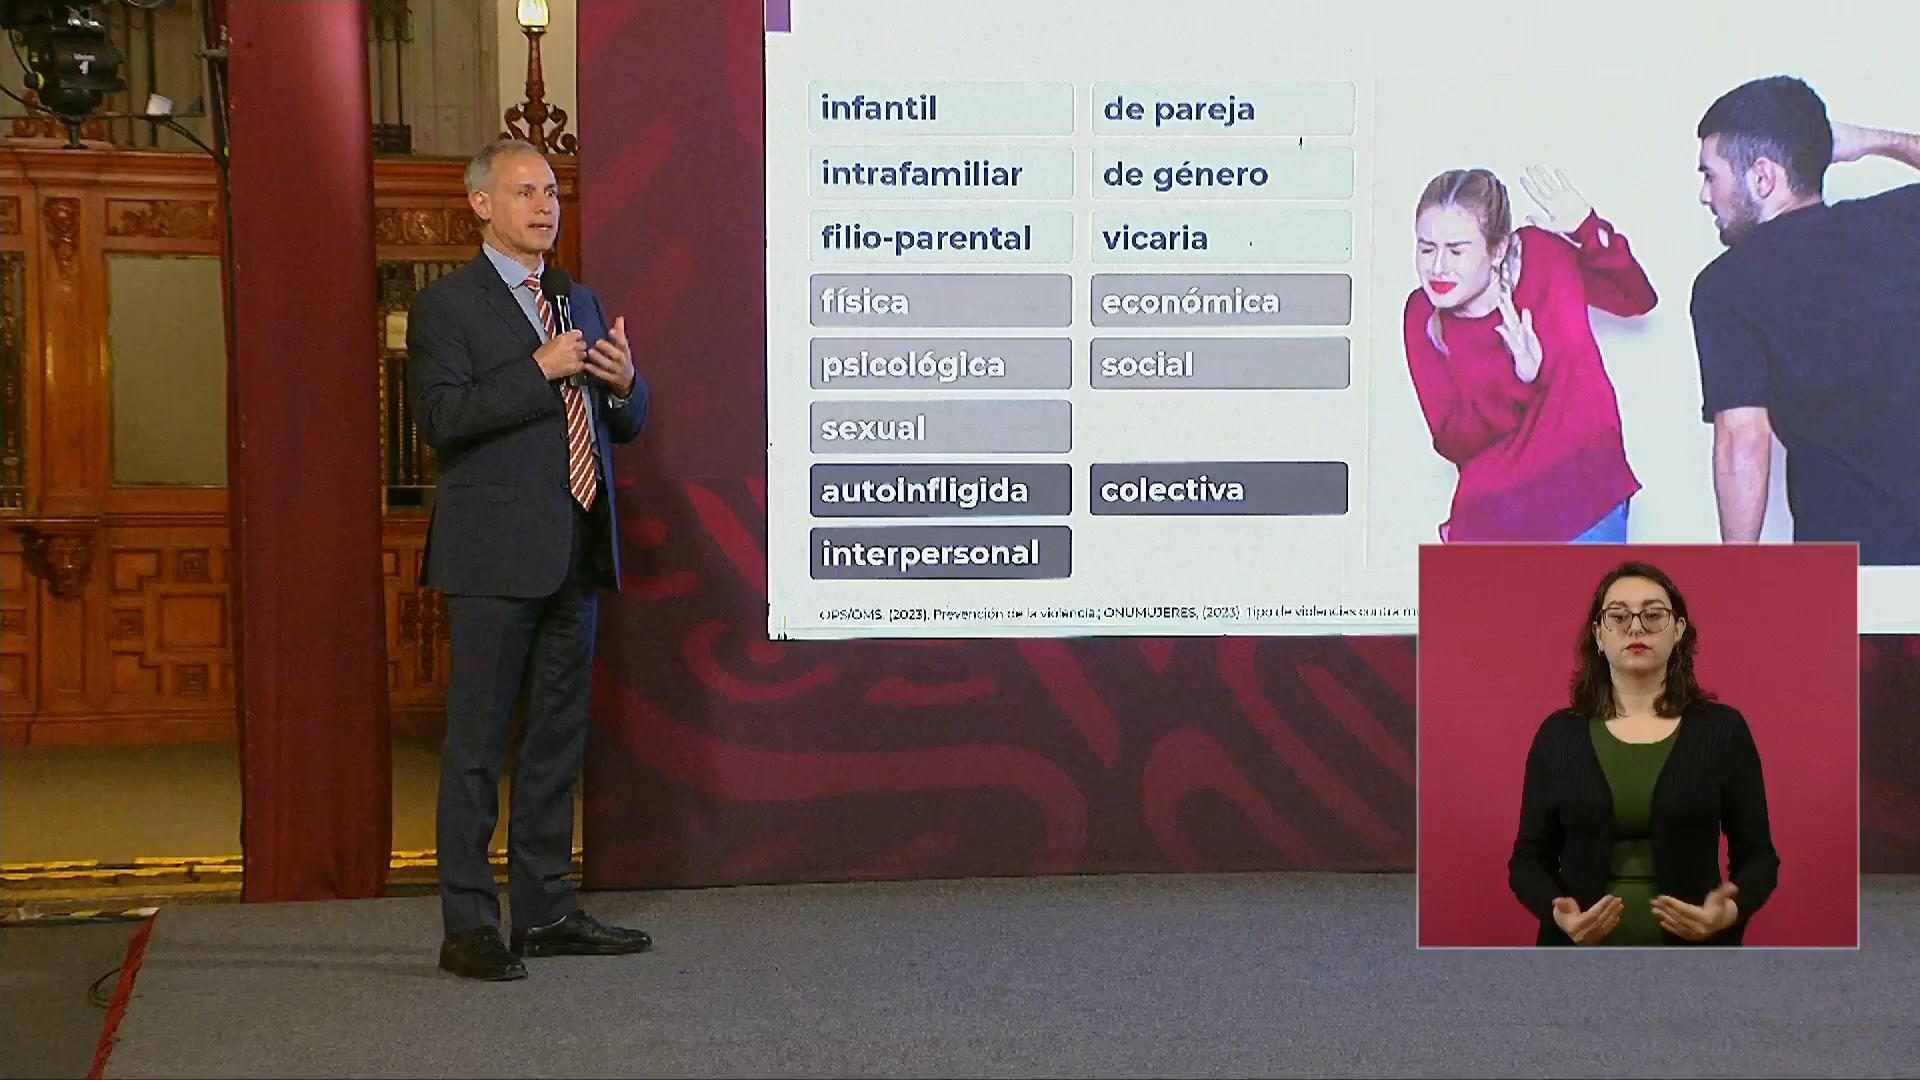 infantil
de pareja
intrafamiliar
de género
filio-parental
vicaria
física
económica
psicológica
social
sexual
autoinfligida
colectiva
interpersonal
OPS/OMS. (2023). Prevención de la violencia.; ONUMUJERES, (2023). Tipo de violencias contra